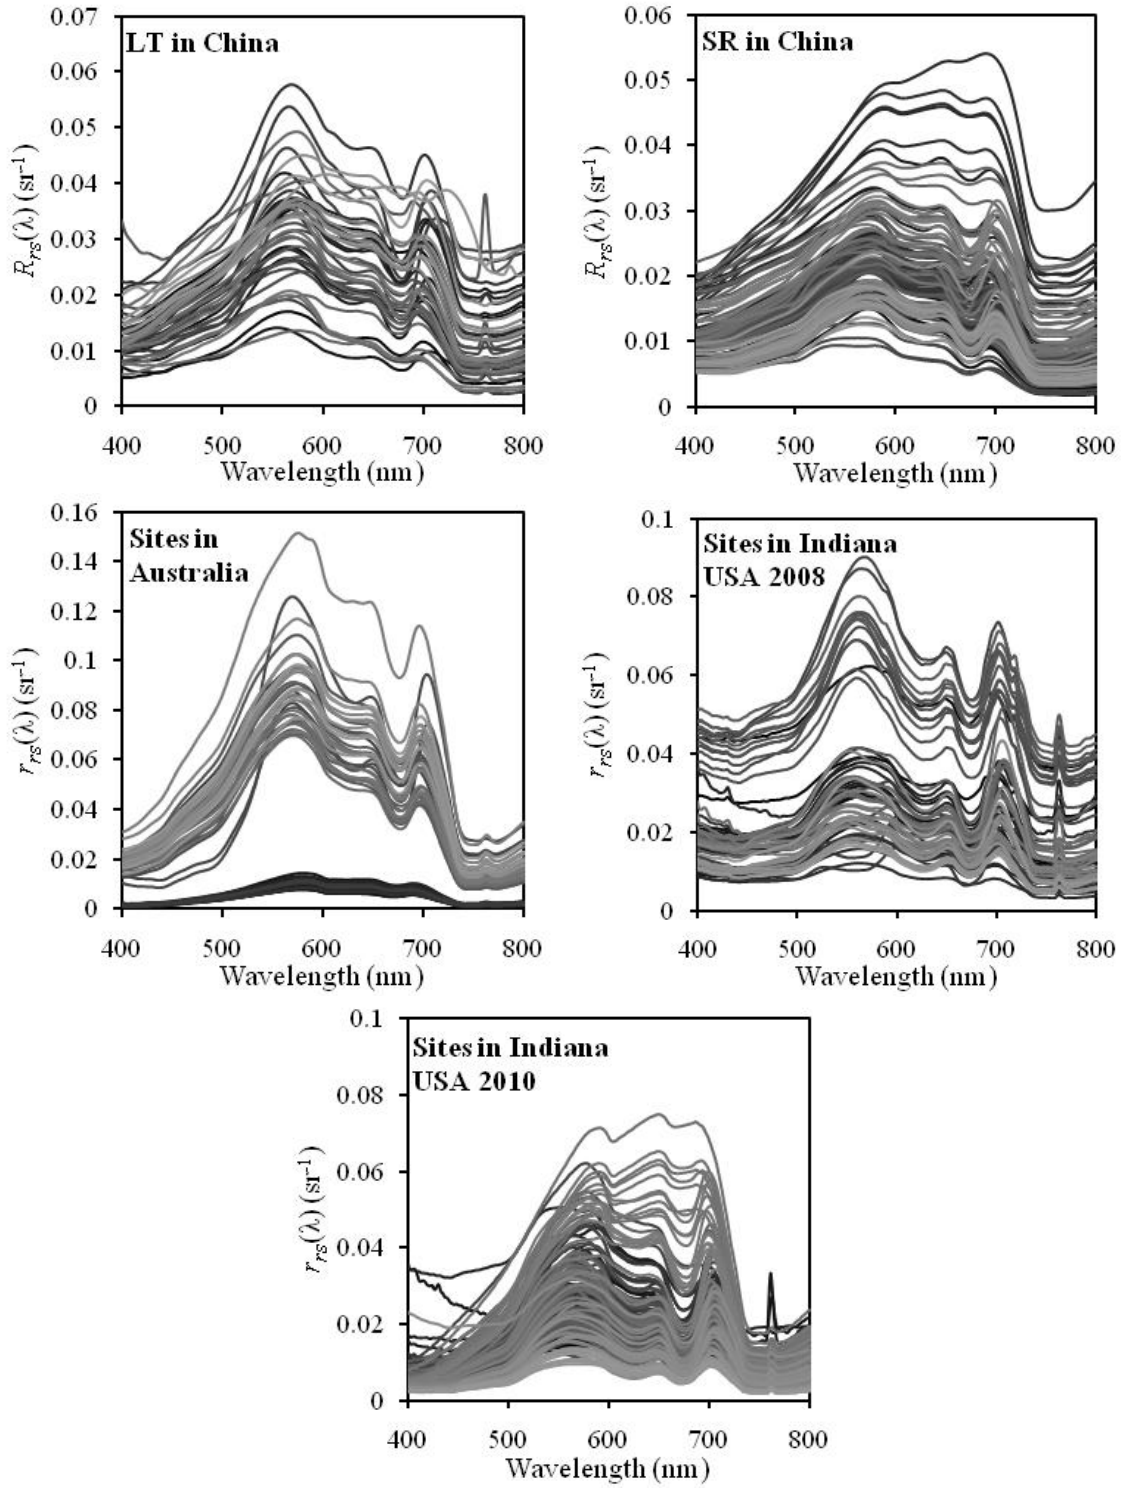 LT in China
0.07
0.06
0.05
0.04
0.03
0.02
0.01
0
Rrs(λ) (sr-1)
400 500 600 700 800
Wavelength (nm)
SR in China
0.06
0.05
0.04
0.03
0.02
0.01
0
Rrs(λ) (sr-1)
400 500 600 700 800
Wavelength (nm)
Sites in
Australia
0.16
0.14
0.12
0.1
0.08
0.06
0.04
0.02
0
rrs(λ) (sr-1)
400 500 600 700 800
Wavelength (nm)
Sites in Indiana
USA 2008
0.1
0.08
0.06
0.04
0.02
0
rrs(λ) (sr-1)
400 500 600 700 800
Wavelength (nm)
Sites in Indiana
USA 2010
0.1
0.08
0.06
0.04
0.02
0
rrs(λ) (sr-1)
400 500 600 700 800
Wavelength (nm)